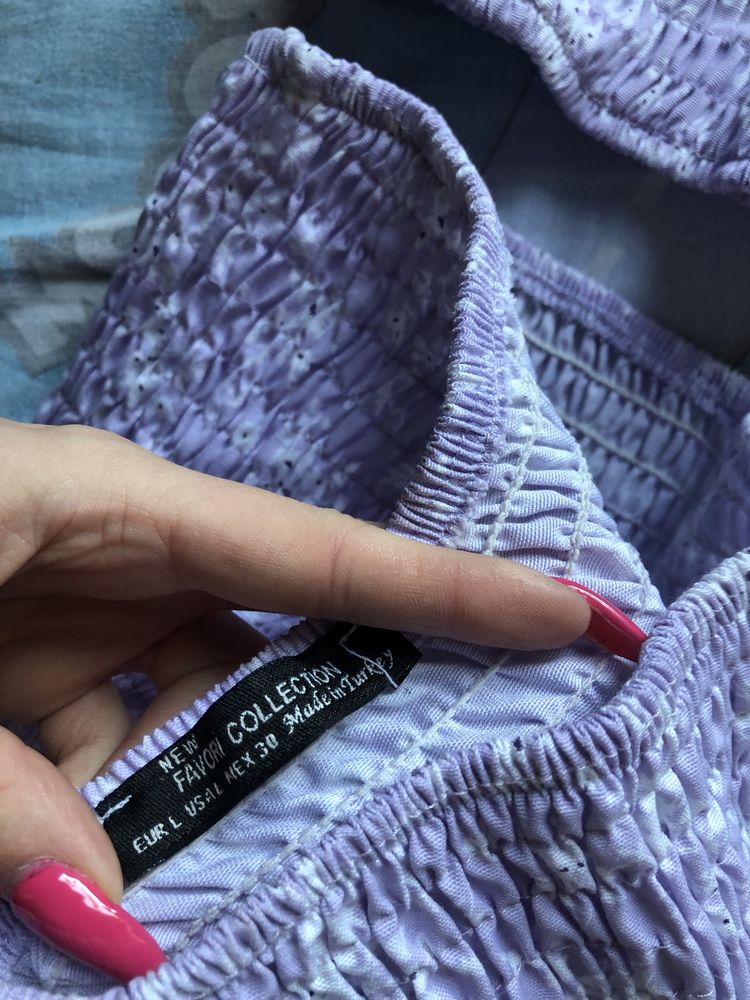 NEW
FAVORI COLLECTION
EUR L USA L MEX 30 Made in Turkey